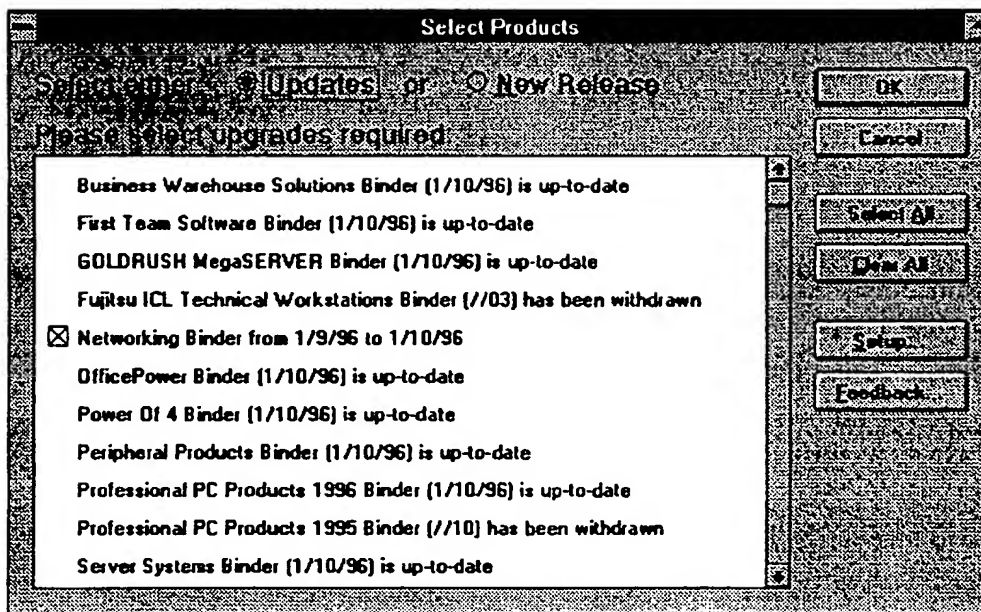 Select Products
Select either Updates or New Release
Please select upgrades required
Business Warehouse Solutions Binder (1/10/96) is up-to-date
First Team Software Binder (1/10/96) is up-to-date
GOLDRUSH MegaSERVER Binder (1/10/96) is up-to-date
Fujitsu ICL Technical Workstations Binder (//03) has been withdrawn
Networking Binder from 1/9/96 to 1/10/96
OfficePower Binder (1/10/96) is up-to-date
Power Of 4 Binder (1/10/96) is up-to-date
Peripheral Products Binder (1/10/96) is up-to-date
Professional PC Products 1996 Binder (1/10/96) is up-to-date
Professional PC Products 1995 Binder (//10) has been withdrawn
Server Systems Binder (1/10/96) is up-to-date
OK
Cancel
Select All
Clear All
Setup...
Feedback...